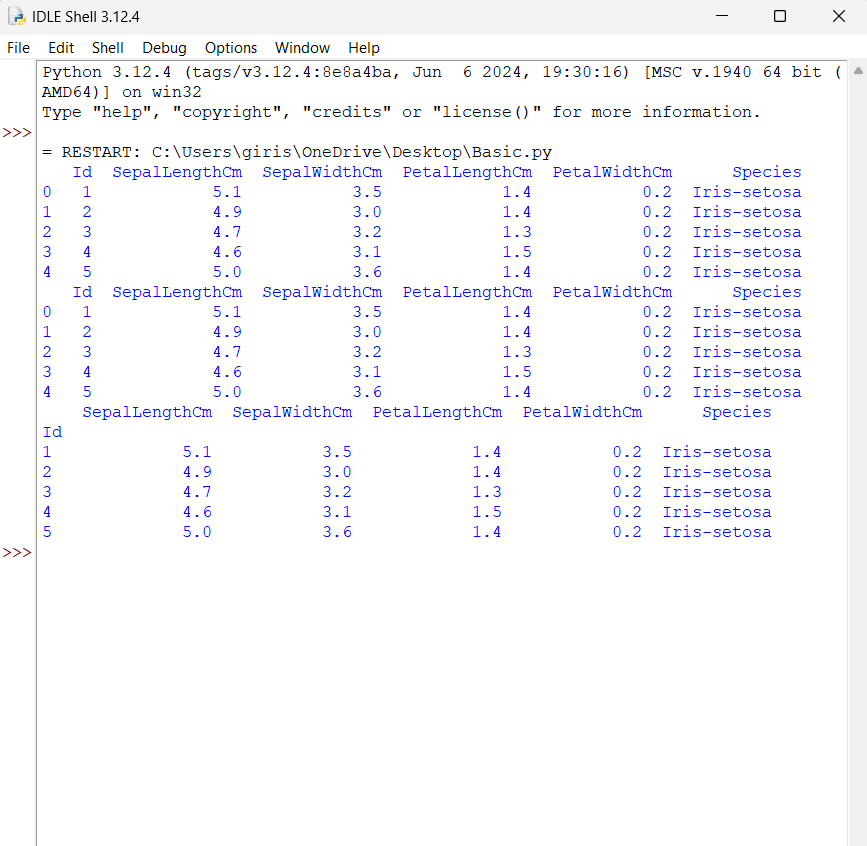 IDLE Shell 3.12.4
File Edit Shell Debug Options Window Help
Python 3.12.4 (tags/v3.12.4:8e8a4ba, Jun  6 2024, 19:30:16) [MSC v.1940 64 bit (
AMD64)] on win32
Type "help", "copyright", "credits" or "license()" for more information.
>>>
= RESTART: C:\Users\giris\OneDrive\Desktop\Basic.py
   Id  SepalLengthCm  SepalWidthCm  PetalLengthCm  PetalWidthCm      Species
0   1            5.1           3.5            1.4           0.2  Iris-setosa
1   2            4.9           3.0            1.4           0.2  Iris-setosa
2   3            4.7           3.2            1.3           0.2  Iris-setosa
3   4            4.6           3.1            1.5           0.2  Iris-setosa
4   5            5.0           3.6            1.4           0.2  Iris-setosa
   Id  SepalLengthCm  SepalWidthCm  PetalLengthCm  PetalWidthCm      Species
0   1            5.1           3.5            1.4           0.2  Iris-setosa
1   2            4.9           3.0            1.4           0.2  Iris-setosa
2   3            4.7           3.2            1.3           0.2  Iris-setosa
3   4            4.6           3.1            1.5           0.2  Iris-setosa
4   5            5.0           3.6            1.4           0.2  Iris-setosa
    SepalLengthCm  SepalWidthCm  PetalLengthCm  PetalWidthCm      Species
Id
1             5.1           3.5            1.4           0.2  Iris-setosa
2             4.9           3.0            1.4           0.2  Iris-setosa
3             4.7           3.2            1.3           0.2  Iris-setosa
4             4.6           3.1            1.5           0.2  Iris-setosa
5             5.0           3.6            1.4           0.2  Iris-setosa
>>>